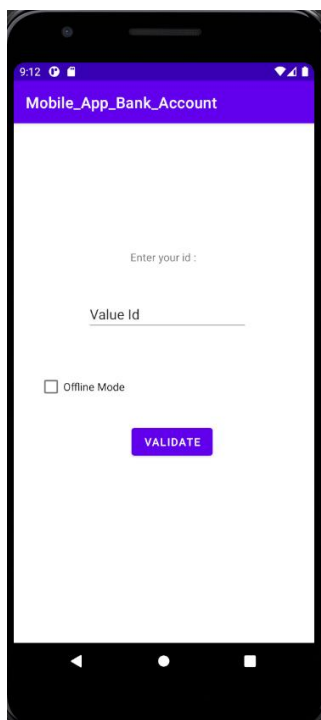 9:12
Mobile_App_Bank_Account
Enter your id :
Value Id
Offline Mode
VALIDATE